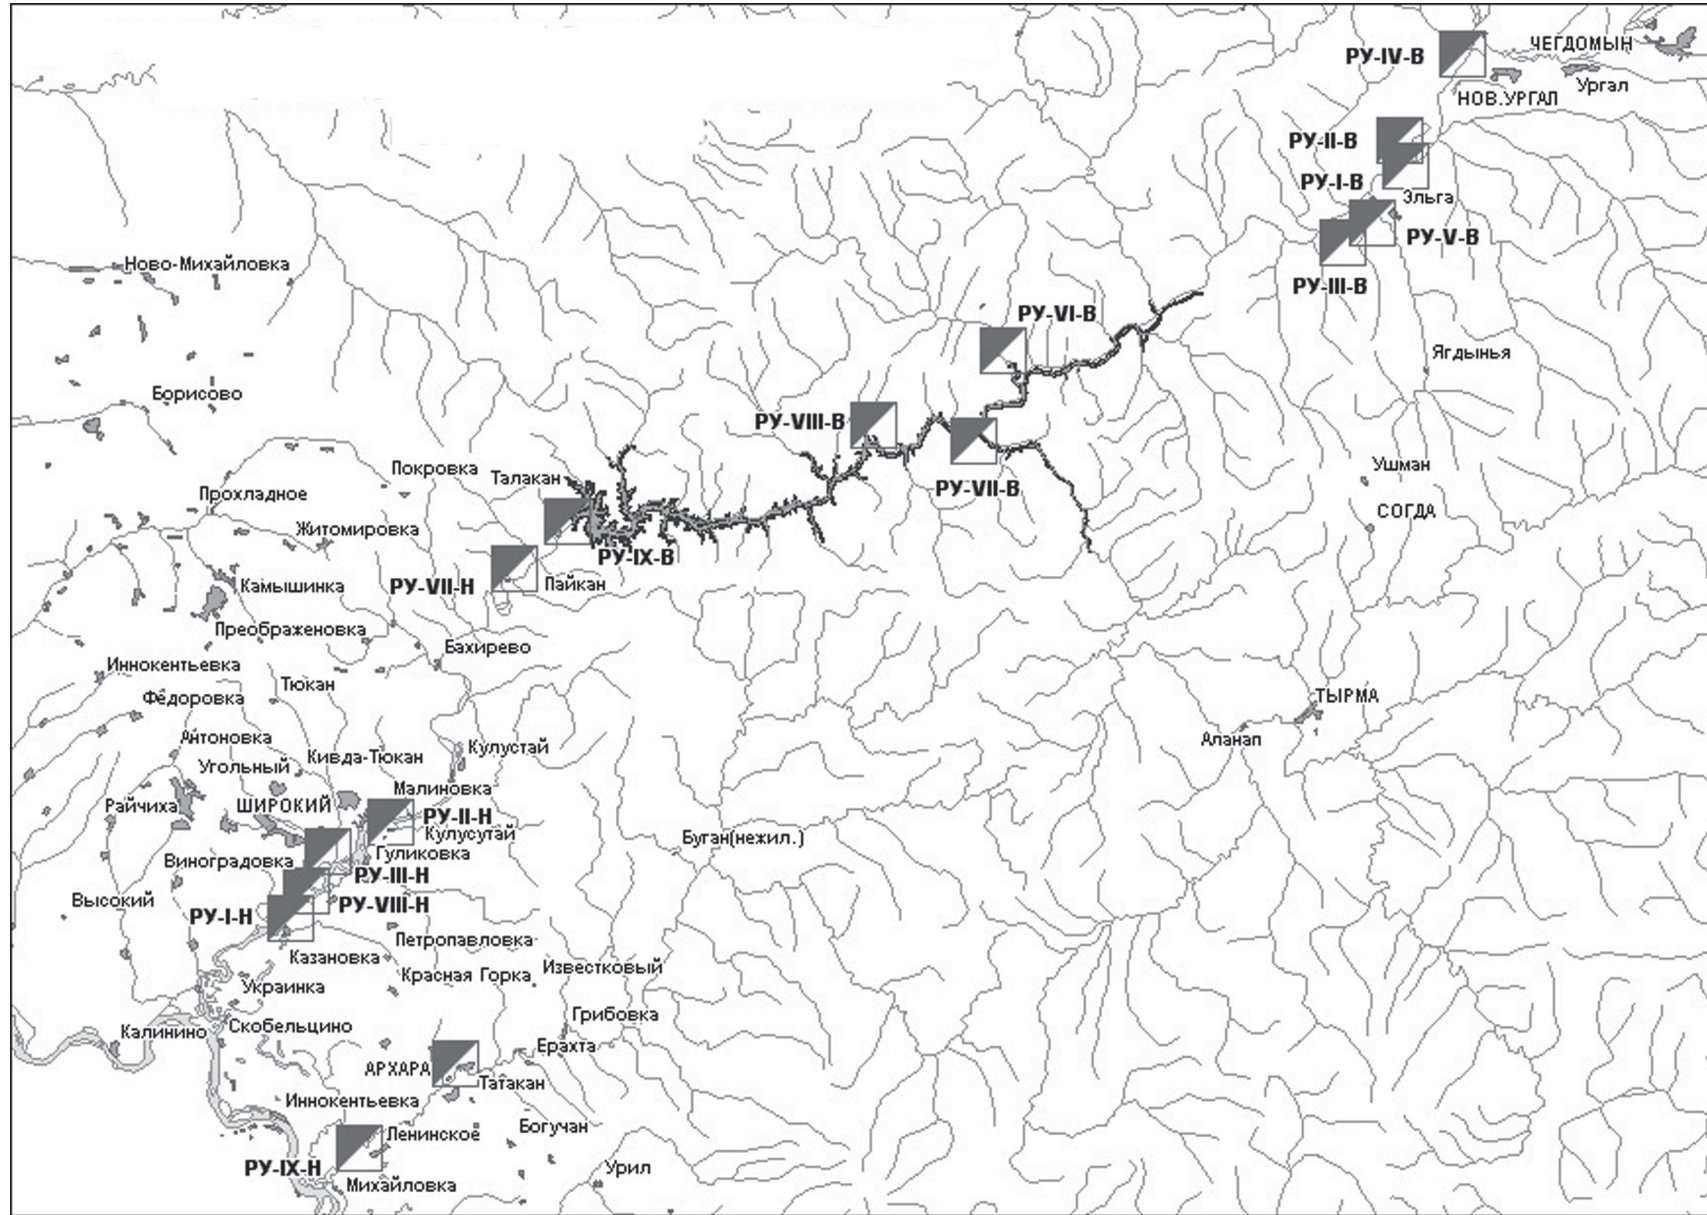 РУ-IV-В
ЧЕГДОМЫН
Ургал
НОВ.УРГАЛ
РУ-II-В
РУ-I-В
Эльга
РУ-V-В
РУ-III-В
Ново-Михайловка
РУ-VI-В
Ягдынья
Борисово
РУ-VIII-В
Покровка
Талакан
РУ-VII-В
Ушман
СОГДА
Прохладное
Житомировка
РУ-IX-В
РУ-VII-Н
Пайкан
Камышинка
Преображеновка
Бахирево
Иннокентьевка
Тюкан
Фёдоровка
ТЫРМА
Аланап
Антоновка
Кивда-Тюкан
Кулустай
Угольный
Малиновка
Райчиха
ШИРОКИЙ
РУ-II-Н
Кулусутай
Буган(нежил.)
Виноградовка
Гуликовка
РУ-III-Н
Высокий
РУ-VIII-Н
РУ-I-Н
Петропавловка
Казановка
Красная Горка
Известковый
Украинка
Грибовка
Калинино
Скобельцино
Ерахта
АРХАРА
Татакан
Иннокентьевка
Ленинское
Богучан
РУ-IX-Н
Михайловка
Урил